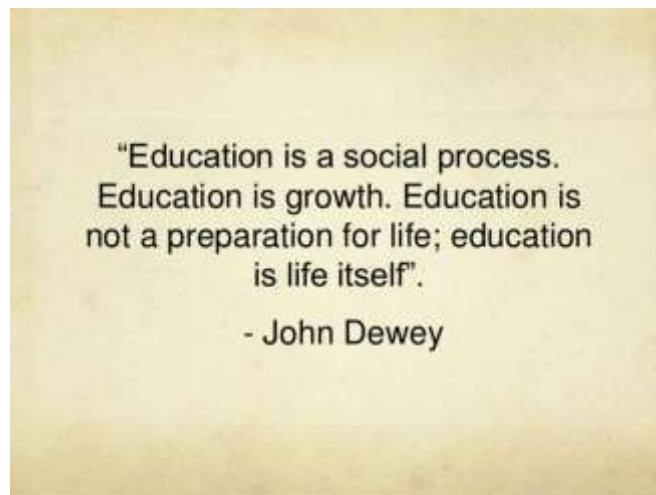 “Education is a social process.
Education is growth. Education is
not a preparation for life; education
is life itself”.
- John Dewey